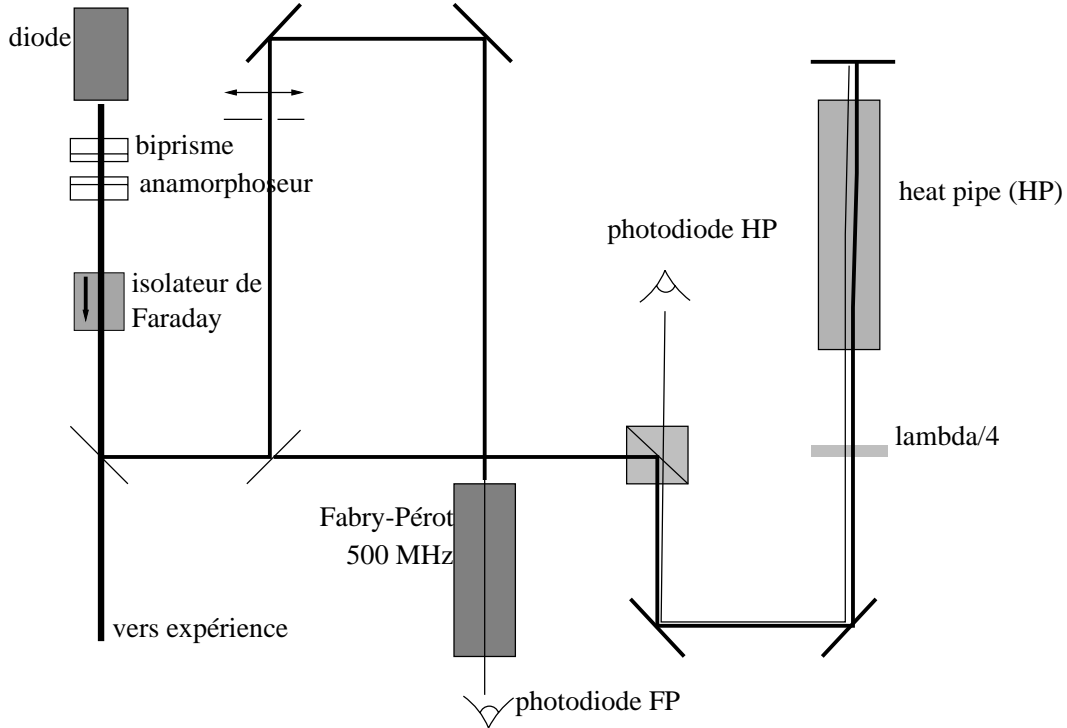 diode
biprisme
anamorphoseur
isolateur de
Faraday
vers expérience
Fabry-Pérot
500 MHz
photodiode FP
photodiode HP
heat pipe (HP)
lambda/4